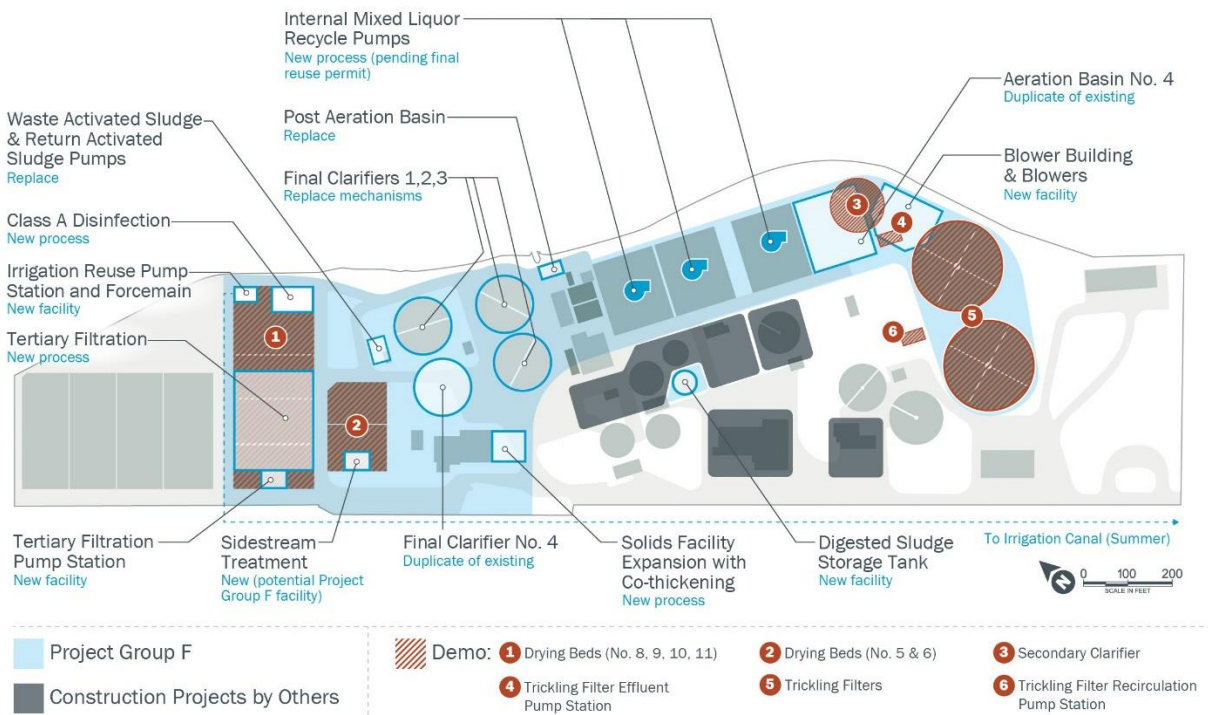 Internal Mixed Liquor
Recycle Pumps
New process (pending final
reuse permit)
Aeration Basin No. 4
Duplicate of existing
Waste Activated Sludge
& Return Activated
Sludge Pumps
Replace
Post Aeration Basin
Replace
Blower Building
& Blowers
New facility
Final Clarifiers 1,2,3
Replace mechanisms
Class A Disinfection
New process
Irrigation Reuse Pump
Station and Forcemain
New facility
Tertiary Filtration
New process
1
2
3
4
5
6
Tertiary Filtration
Pump Station
New facility
Sidestream
Treatment
New (potential Project
Group F facility)
Final Clarifier No. 4
Duplicate of existing
Solids Facility
Expansion with
Co-thickening
New process
Digested Sludge
Storage Tank
New facility
To Irrigation Canal (Summer)
N
0 100 200
SCALE IN FEET
Project Group F
Construction Projects by Others
Demo:
1 Drying Beds (No. 8, 9, 10, 11)
2 Drying Beds (No. 5 & 6)
3 Secondary Clarifier
4 Trickling Filter Effluent
Pump Station
5 Trickling Filters
6 Trickling Filter Recirculation
Pump Station